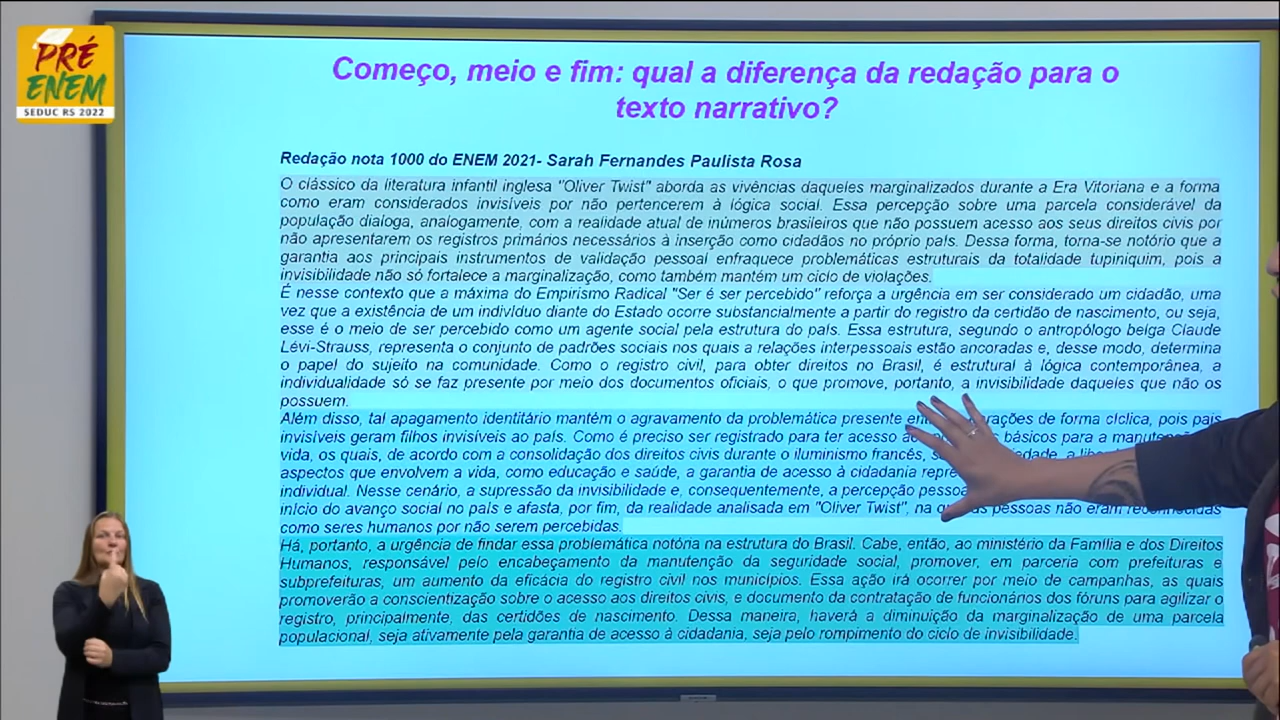 PRÉ
ENEM
SEDUC RS 2022
Começo, meio e fim: qual a diferença da redação para o
texto narrativo?
Redação nota 1000 do ENEM 2021- Sarah Fernandes Paulista Rosa
O clássico da literatura infantil inglesa "Oliver Twist" aborda as vivências daqueles marginalizados durante a Era Vitoriana e a forma
como eram considerados invisíveis por não pertencerem à lógica social. Essa percepção sobre uma parcela considerável da
população dialoga, analogamente, com a realidade atual de inúmeros brasileiros que não possuem acesso aos seus direitos civis por
não apresentarem os registros primários necessários à inserção como cidadãos no próprio país. Dessa forma, torna-se notório que a
garantia aos principais instrumentos de validação pessoal enfraquece problemáticas estruturais da totalidade tupiniquim, pois a
invisibilidade não só fortalece a marginalização, como também mantém um ciclo de violações.
É nesse contexto que a máxima do Empirismo Radical "Ser é ser percebido" reforça a urgência em ser considerado um cidadão, uma
vez que a existência de um indivíduo diante do Estado ocorre substancialmente a partir do registro da certidão de nascimento, ou seja,
esse é o meio de ser percebido como um agente social pela estrutura do país. Essa estrutura, segundo o antropólogo belga Claude
Lévi-Strauss, representa o conjunto de padrões sociais nos quais a relações interpessoais estão ancoradas e, desse modo, determina
o papel do sujeito na comunidade. Como o registro civil, para obter direitos no Brasil, é estrutural à lógica contemporânea, a
individualidade só se faz presente por meio dos documentos oficiais, o que promove, portanto, a invisibilidade daqueles que não os
possuem.
Além disso, tal apagamento identitário mantém o agravamento da problemática presente de forma cíclica, pois pais
invisíveis geram filhos invisíveis ao país. Como é preciso ser registrado para ter acesso básicos para a
vida, os quais, de acordo com a consolidação dos direitos civis durante o iluminismo francês, a
aspectos que envolvem a vida, como educação e saúde, a garantia de acesso à cidadania
individual. Nesse cenário, a supressão da invisibilidade e, consequentemente, a percepção
início do avanço social no país e afasta, por fim, da realidade analisada em "Oliver Twist", na pessoas não eram reconhecidas
como seres humanos por não serem percebidas.
Há, portanto, a urgência de findar essa problemática notória na estrutura do Brasil. Cabe, então, ao ministério da Família e dos Direitos
Humanos, responsável pelo encabeçamento da manutenção da seguridade social, promover, em parceria com prefeituras e
subprefeituras, um aumento da eficácia do registro civil nos municípios. Essa ação irá ocorrer por meio de campanhas, as quais
promoverão a conscientização sobre o acesso aos direitos civis, e documento da contratação de funcionários dos fóruns para agilizar o
registro, principalmente, das certidões de nascimento. Dessa maneira, haverá a diminuição da marginalização de uma parcela
populacional, seja ativamente pela garantia de acesso à cidadania, seja pelo rompimento do ciclo de invisibilidade.